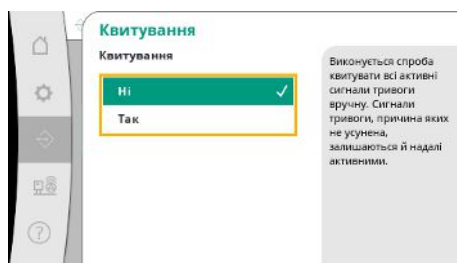 Квитування
Квитування
Ні
Так
Виконується спроба
квитувати всі активні
сигнали тривоги
вручну. Сигнали
тривоги, причина яких
не усунена,
залишаються й надалі
активними.